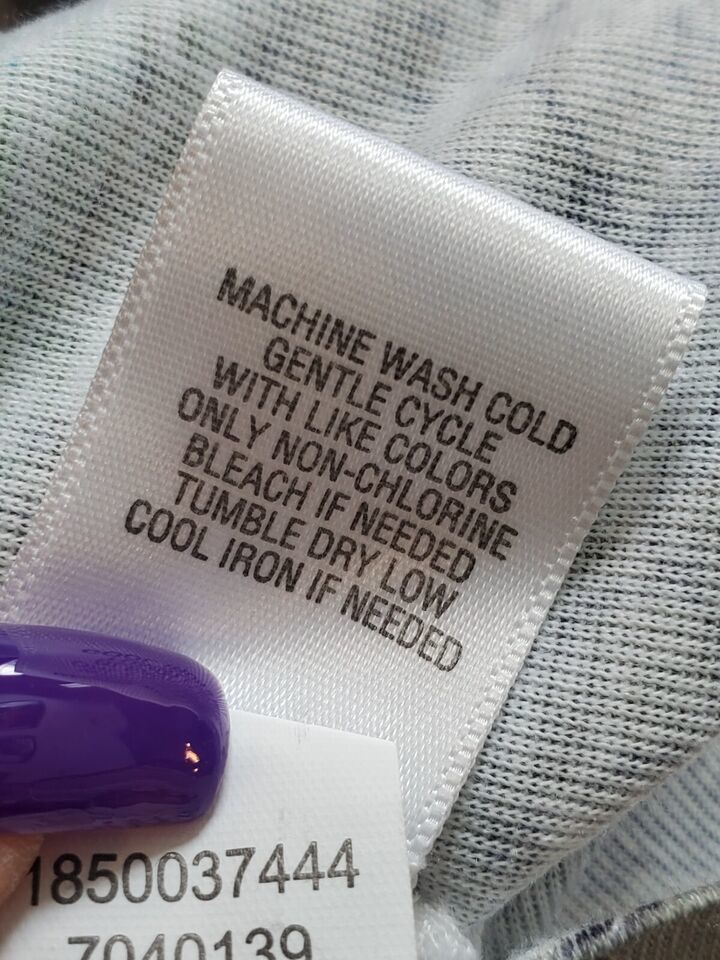 MACHINE WASH COLD
GENTLE CYCLE
WITH LIKE COLORS
ONLY NON-CHLORINE
BLEACH IF NEEDED
TUMBLE DRY LOW
COOL IRON IF NEEDED
1850037444
7040139